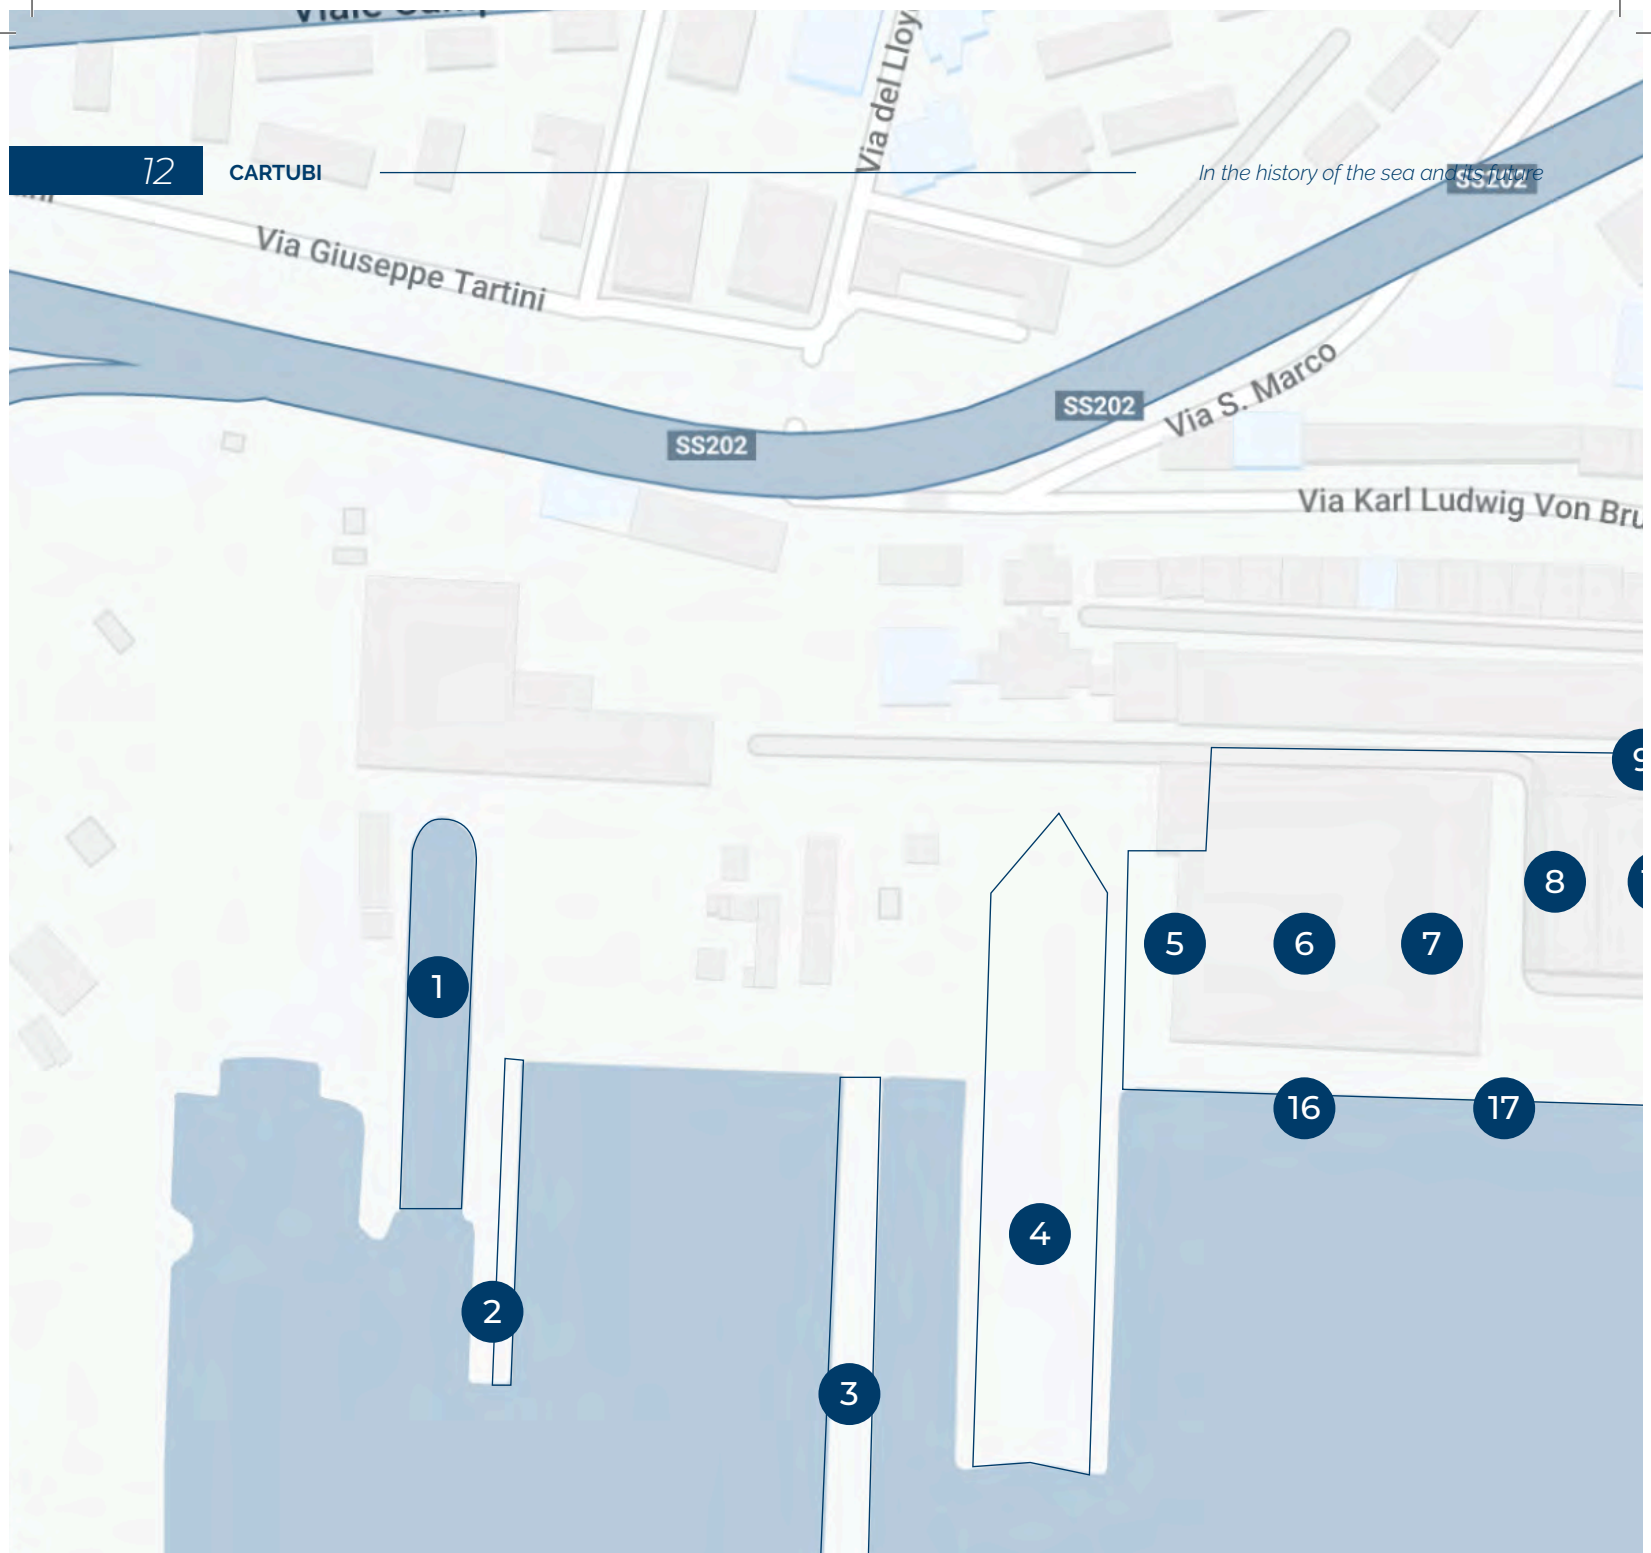 Via del Lloy
12
CARTUBI
In the history of the sea and its future
SS202
Via Giuseppe Tartini
SS202
Via S. Marco
SS202
Via Karl Ludwig Von Bru
9
8
5
6
7
1
16
17
4
2
3